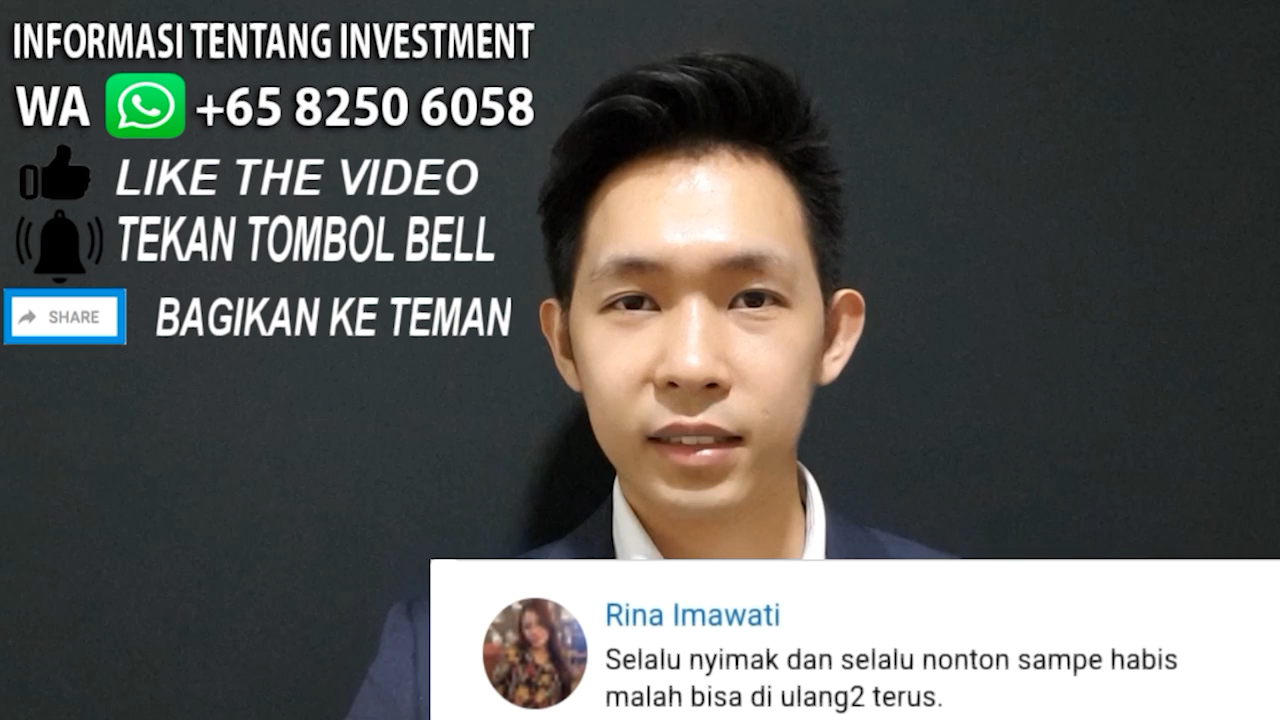 INFORMASI TENTANG INVESTMENT
WA +65 8250 6058
LIKE THE VIDEO
TEKAN TOMBOL BELL
SHARE BAGIKAN KE TEMAN
Rina Imawati
Selalu nyimak dan selalu nonton sampe habis
malah bisa di ulang2 terus.